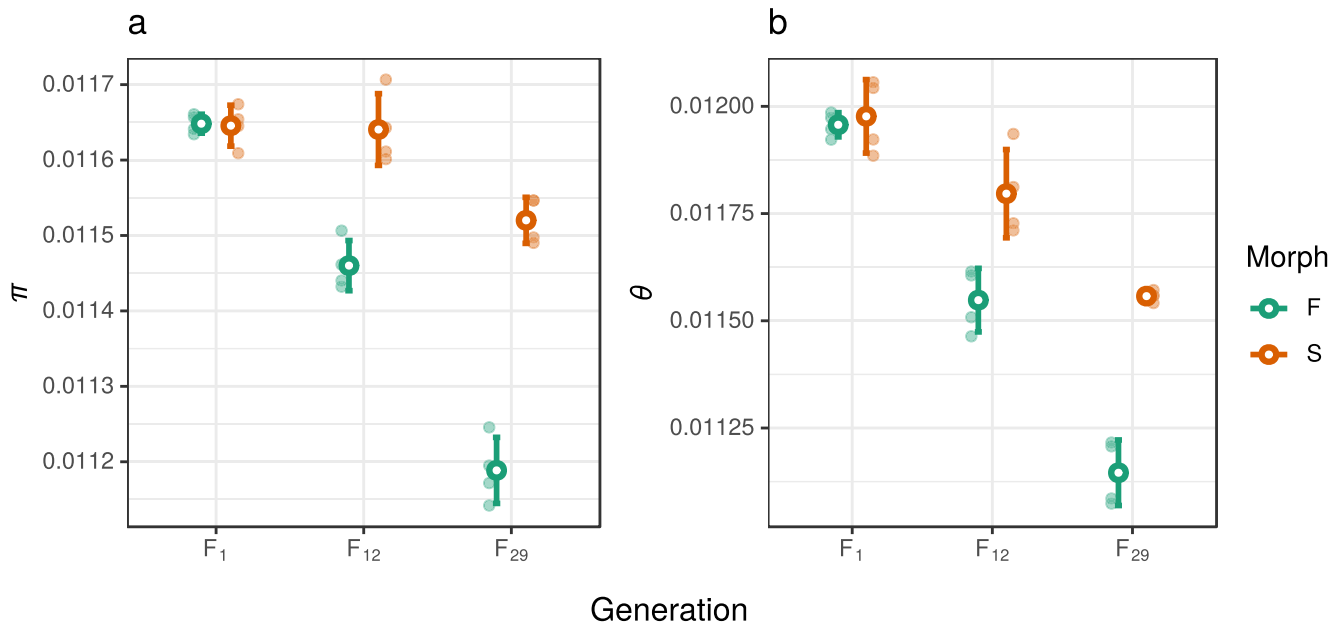 a
0.0117
0.0116
0.0115
0.0114
0.0113
0.0112
π
F₁ F₁₂ F₂₉
b
0.01200
0.01175
0.01150
0.01125
θ
F₁ F₁₂ F₂₉
Generation
Morph
F
S